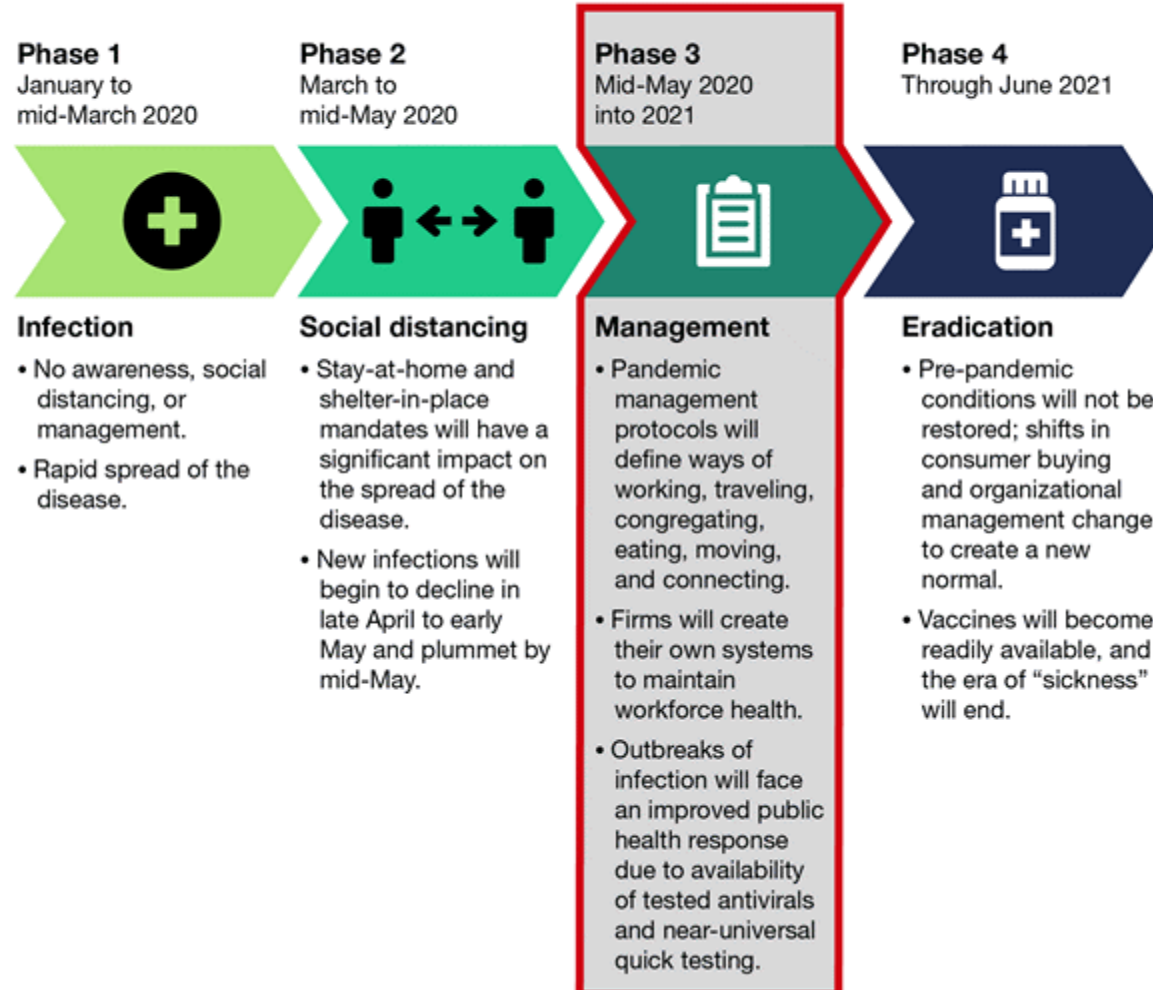 Phase 1
January to
mid-March 2020
Infection
• No awareness, social
distancing, or
management.
• Rapid spread of the
disease.
Phase 2
March to
mid-May 2020
Social distancing
• Stay-at-home and
shelter-in-place
mandates will have a
significant impact on
the spread of the
disease.
• New infections will
begin to decline in
late April to early
May and plummet by
mid-May.
Phase 3
Mid-May 2020
into 2021
Management
• Pandemic
management
protocols will
define ways of
working, traveling,
congregating,
eating, moving,
and connecting.
• Firms will create
their own systems
to maintain
workforce health.
• Outbreaks of
infection will face
an improved public
health response
due to availability
of tested antivirals
and near-universal
quick testing.
Phase 4
Through June 2021
Eradication
• Pre-pandemic
conditions will not be
restored; shifts in
consumer buying
and organizational
management change
to create a new
normal.
• Vaccines will become
readily available, and
the era of “sickness”
will end.